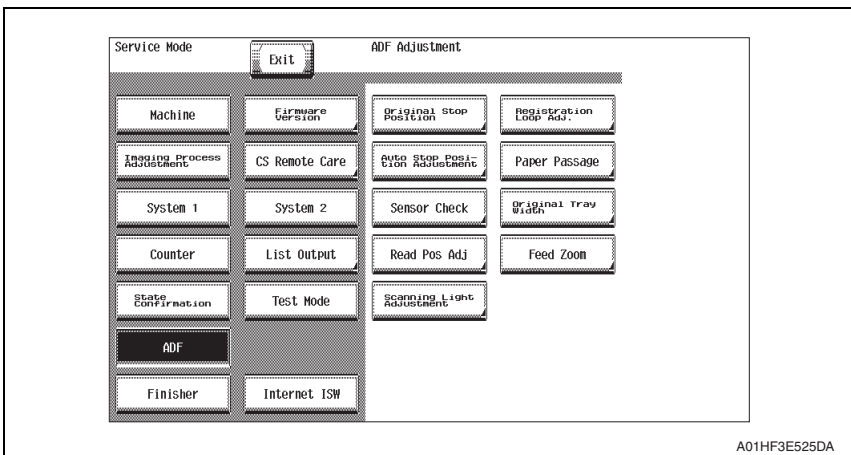 Service Mode
Exit
ADF Adjustment
Machine
Firmware
Version
Original Stop
Position
Registration
Loop Adj.
Imaging Process
Adjustment
CS Remote Care
Auto Stop Posi-
tion Adjustment
Paper Passage
System 1
System 2
Sensor Check
Original Tray
Width
Counter
List Output
Read Pos Adj
Feed Zoom
State
Confirmation
Test Mode
Scanning Light
Adjustment
ADF
Finisher
Internet ISW
A01HF3E525DA